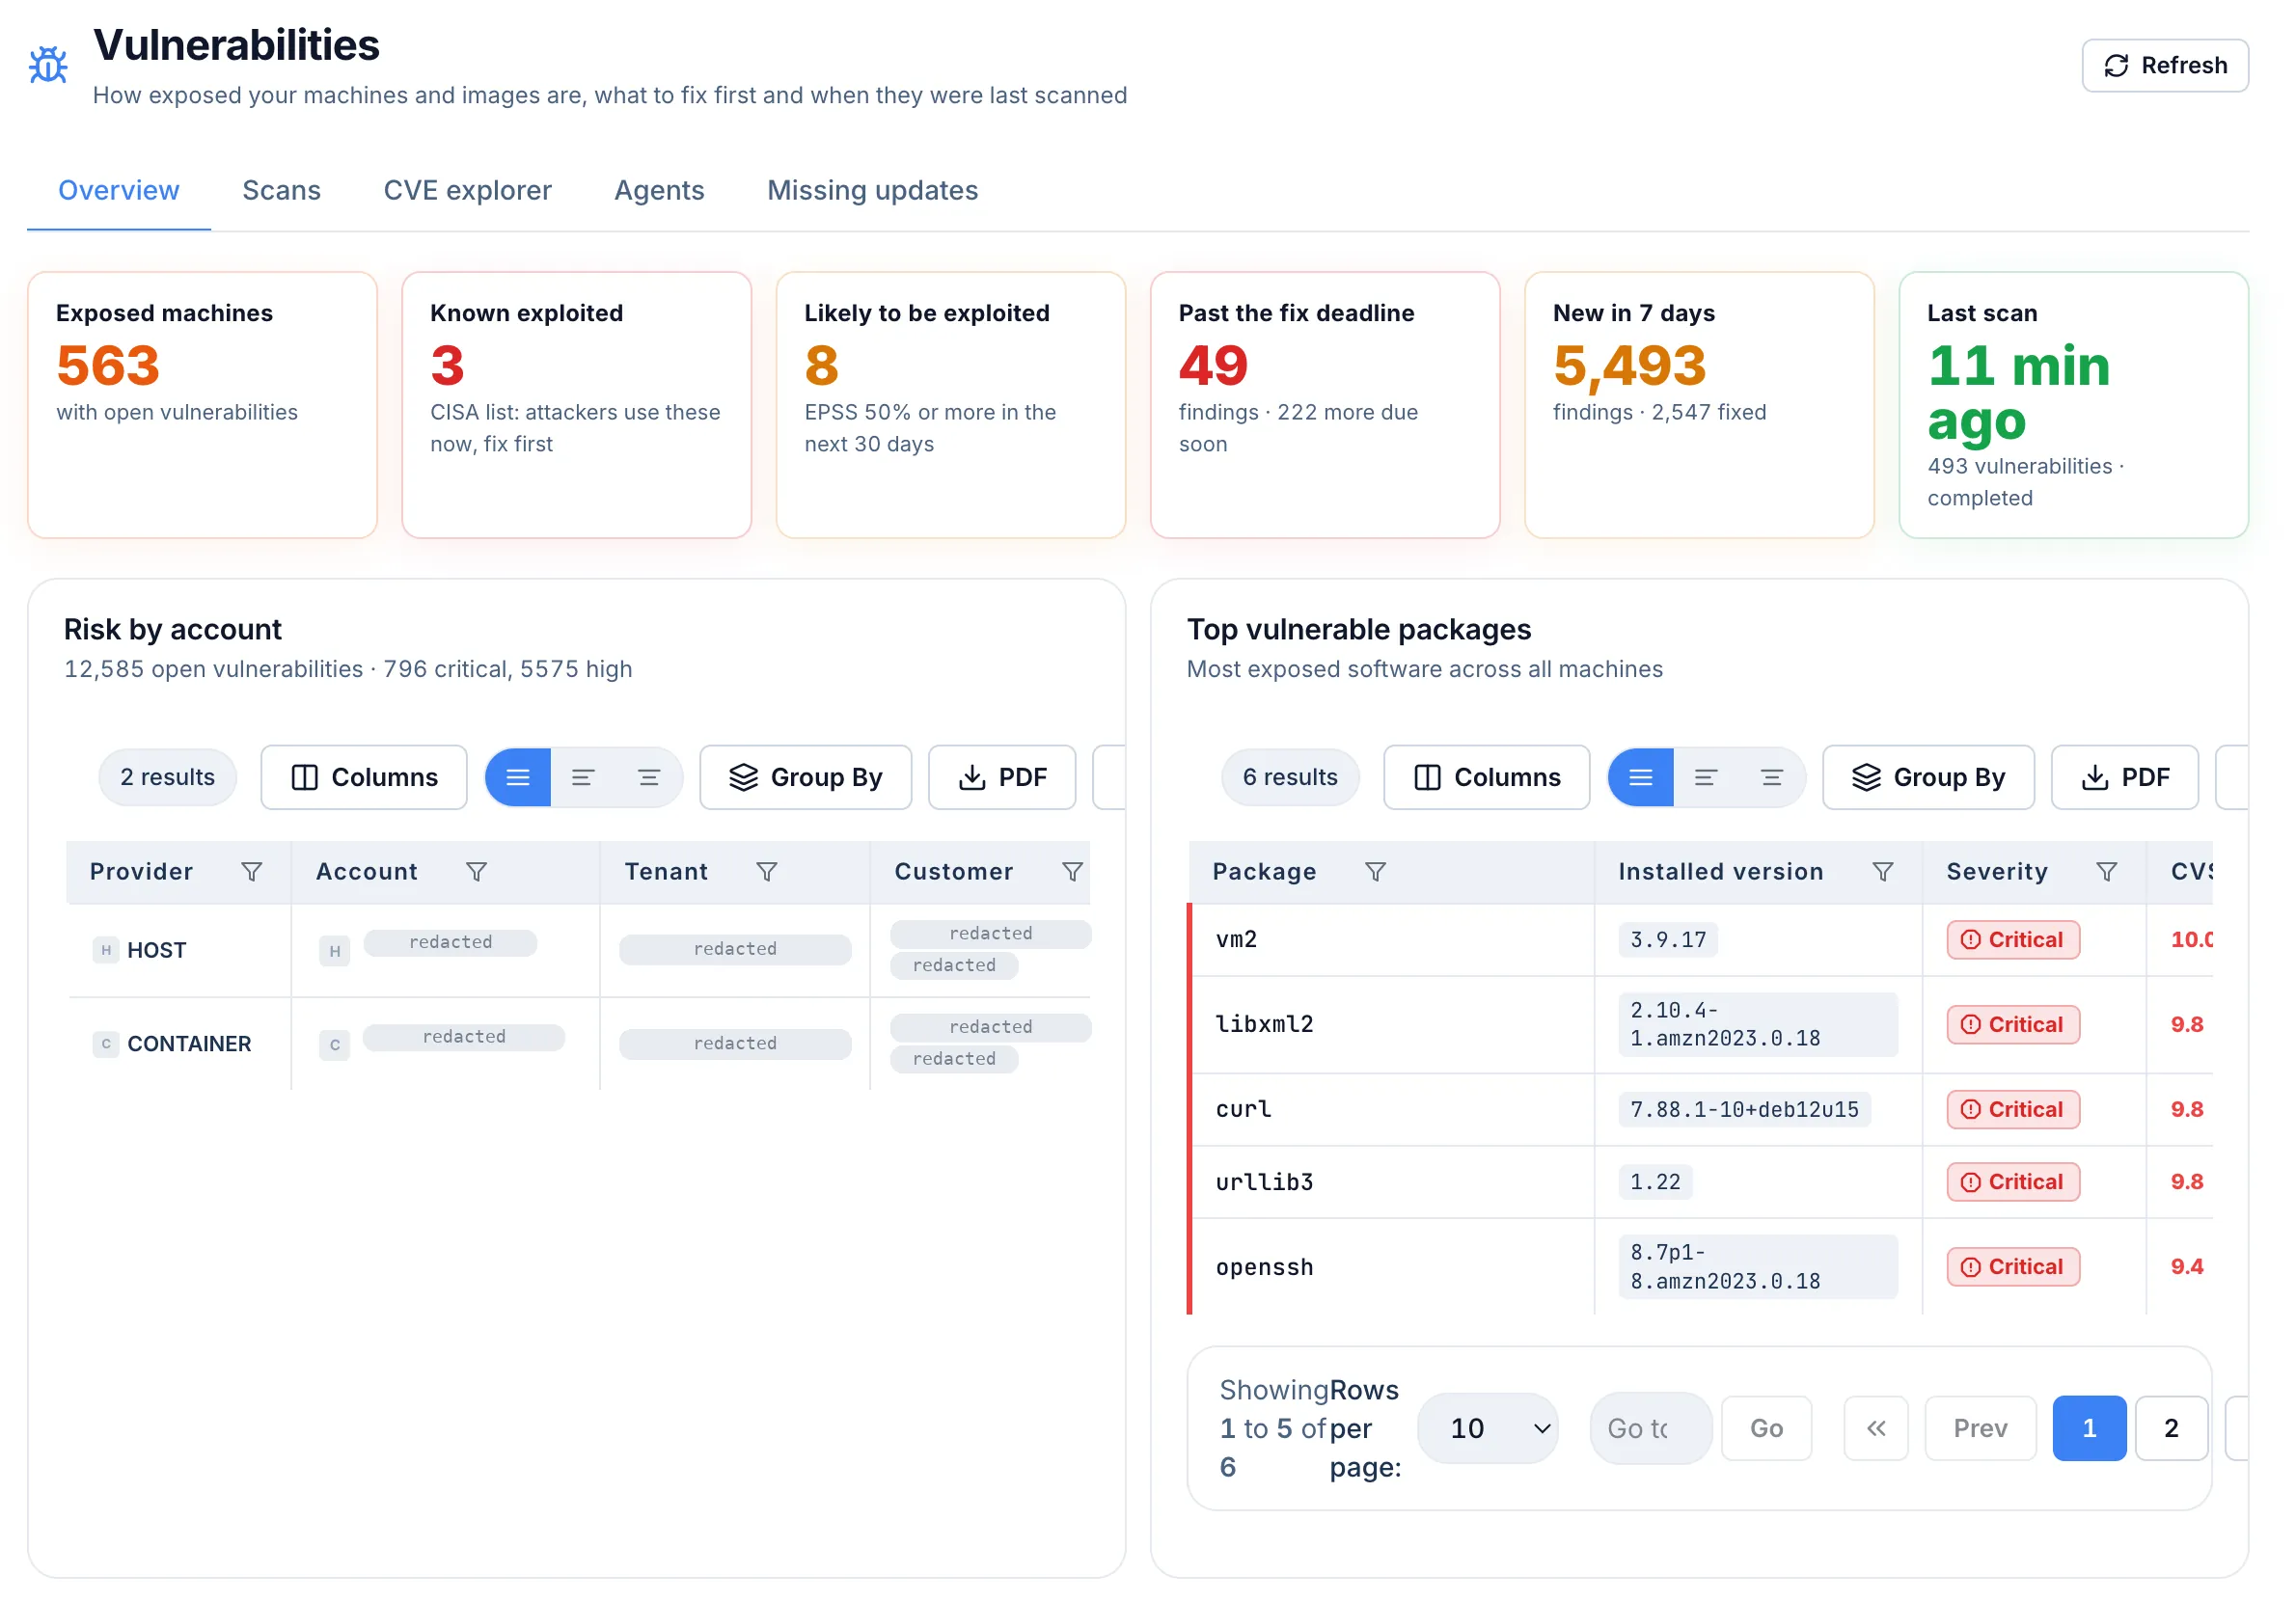 Vulnerabilities
How exposed your machines and images are, what to fix first and when they were last scanned
Refresh
Overview
Scans
CVE explorer
Agents
Missing updates
Exposed machines
563
with open vulnerabilities
Known exploited
3
CISA list: attackers use these
now, fix first
Likely to be exploited
8
EPSS 50% or more in the
next 30 days
Past the fix deadline
49
findings · 222 more due
soon
New in 7 days
5,493
findings · 2,547 fixed
Last scan
11 min
ago
493 vulnerabilities ·
completed
Risk by account
12,585 open vulnerabilities · 796 critical, 5575 high
2 results
Columns
Group By
PDF
Provider
Account
Tenant
Customer
H HOST
H redacted
redacted
redacted
redacted
C CONTAINER
C redacted
redacted
redacted
redacted
Top vulnerable packages
Most exposed software across all machines
6 results
Columns
Group By
PDF
Package
Installed version
Severity
CVS
vm2
3.9.17
Critical
10.0
libxml2
2.10.4-
1.amzn2023.0.18
Critical
9.8
curl
7.88.1-10+deb12u15
Critical
9.8
urllib3
1.22
Critical
9.8
openssh
8.7p1-
8.amzn2023.0.18
Critical
9.4
Showing
1 to 5 of
6
Rows
per
page:
10
Go to
Go
«
Prev
1
2